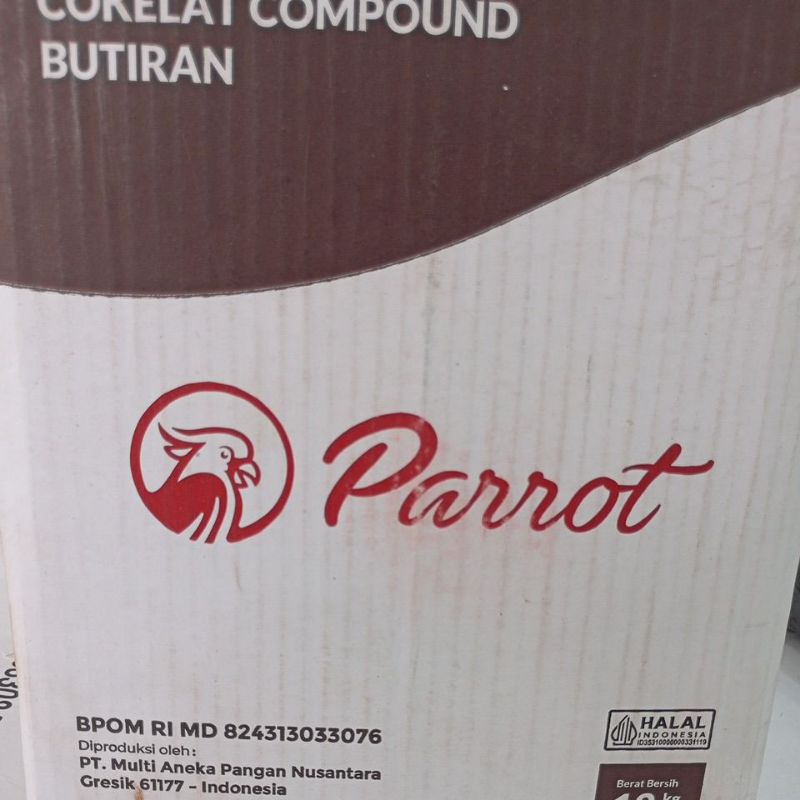 COKELAT COMPOUND
BUTIRAN
Parrot
BPOM RI MD 824313033076
Diproduksi oleh:
PT. Multi Aneka Pangan Nusantara
Gresik 61177 - Indonesia
HALAL
INDONESIA
Berat Bersih
kg